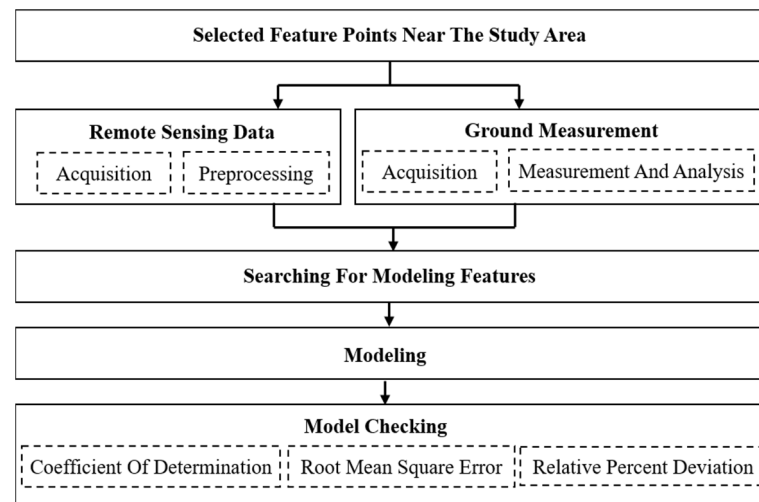 Selected Feature Points Near The Study Area
Remote Sensing Data
Acquisition
Preprocessing
Ground Measurement
Acquisition
Measurement And Analysis
Searching For Modeling Features
Modeling
Model Checking
Coefficient Of Determination
Root Mean Square Error
Relative Percent Deviation